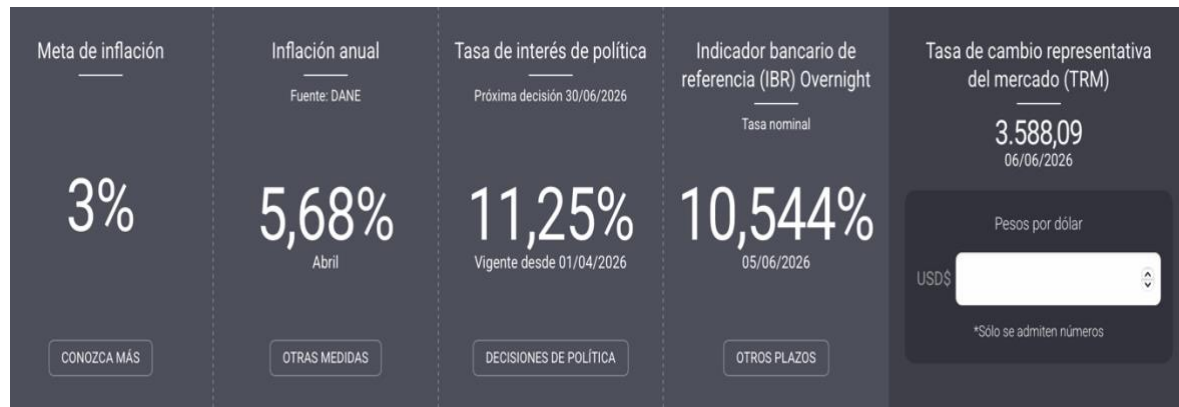 Meta de inflación
3%
CONOZCA MÁS
Inflación anual
Fuente: DANE
5,68%
Abril
OTRAS MEDIDAS
Tasa de interés de política
Próxima decisión 30/06/2026
11,25%
Vigente desde 01/04/2026
DECISIONES DE POLÍTICA
Indicador bancario de
referencia (IBR) Overnight
Tasa nominal
10,544%
05/06/2026
OTROS PLAZOS
Tasa de cambio representativa
del mercado (TRM)
3.588,09
06/06/2026
Pesos por dólar
USD$
*Sólo se admiten números